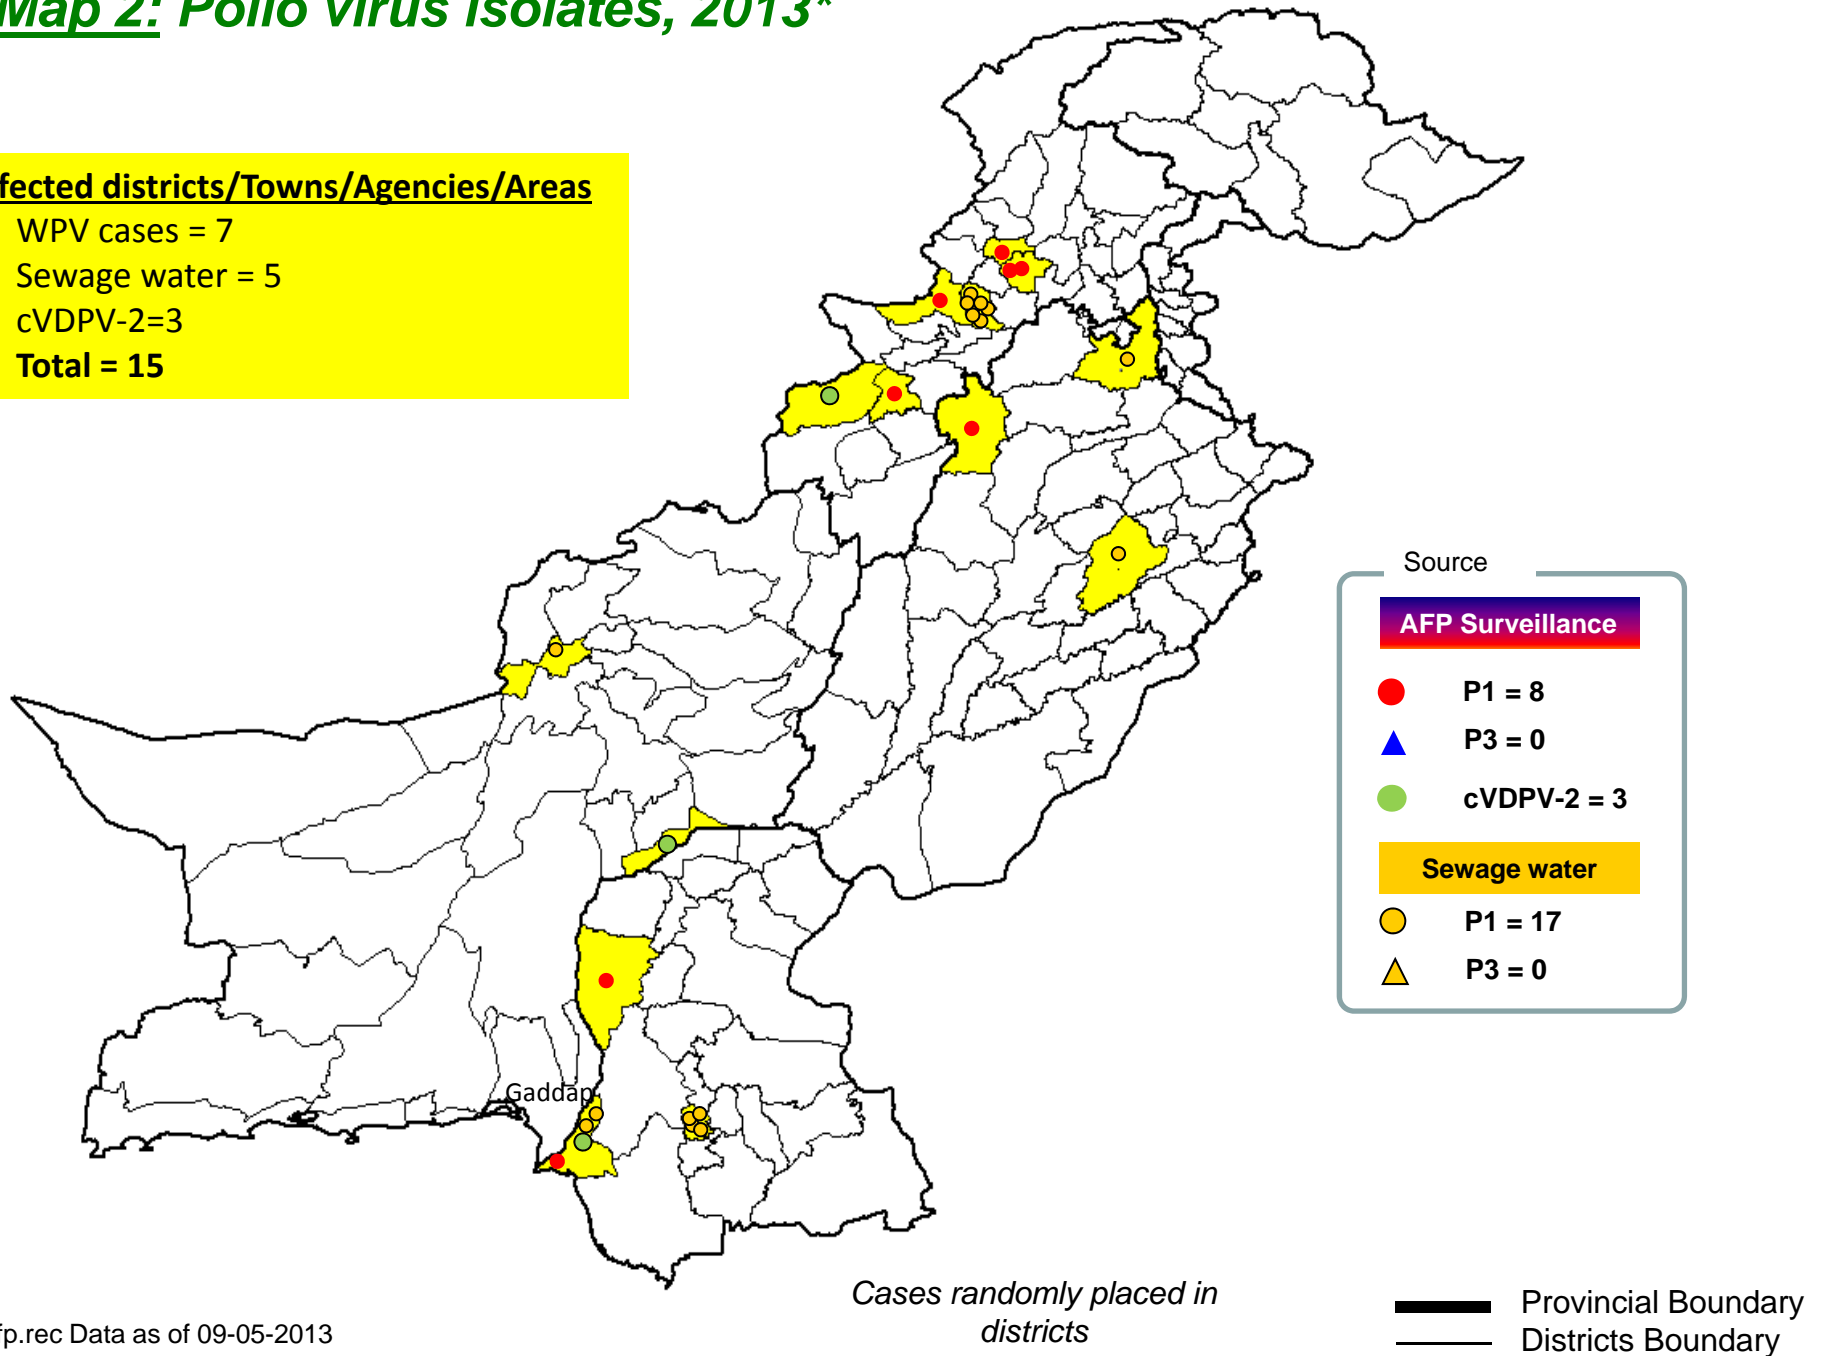 Map 2: Polio virus isolates, 2013*
fected districts/Towns/Agencies/Areas
WPV cases = 7
Sewage water = 5
cVDPV-2=3
Total = 15
Source
AFP Surveillance
P1 = 8
P3 = 0
cVDPV-2 = 3
Sewage water
P1 = 17
P3 = 0
Gaddap
Cases randomly placed in
districts
fp.rec Data as of 09-05-2013
Provincial Boundary
Districts Boundary